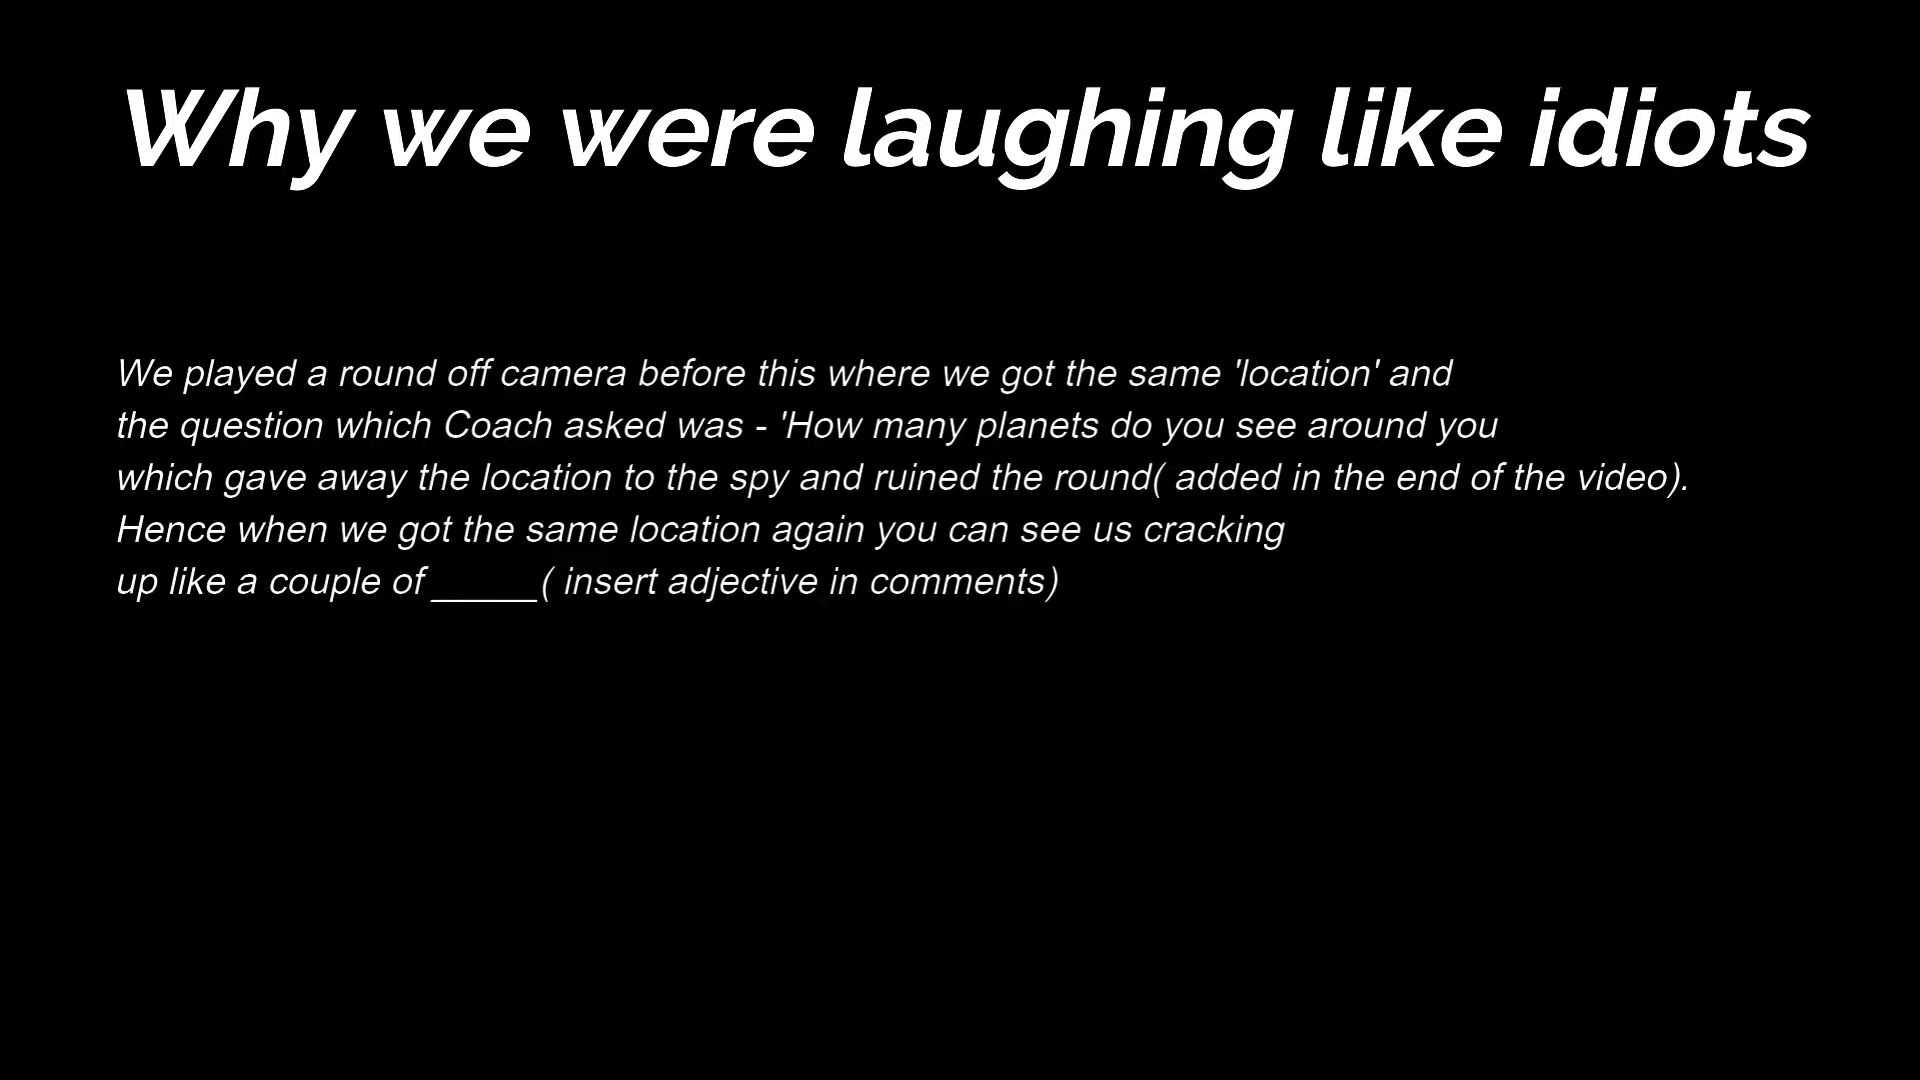 Why we were laughing like idiots
We played a round off camera before this where we got the same 'location' and
the question which Coach asked was - 'How many planets do you see around you
which gave away the location to the spy and ruined the round( added in the end of the video).
Hence when we got the same location again you can see us cracking
up like a couple of _____( insert adjective in comments)